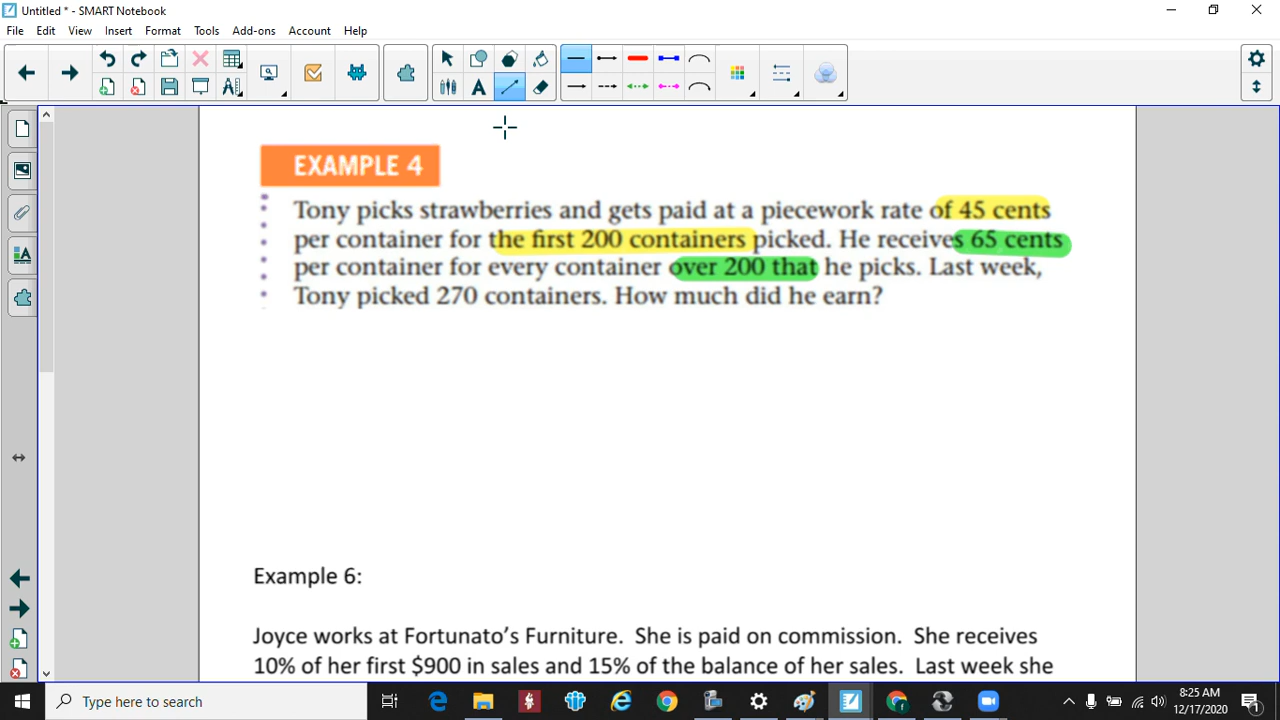 Untitled * - SMART Notebook
File Edit View Insert Format Tools Add-ons Account Help
EXAMPLE 4
Tony picks strawberries and gets paid at a piecework rate of 45 cents
per container for the first 200 containers picked. He receives 65 cents
per container for every container over 200 that he picks. Last week,
Tony picked 270 containers. How much did he earn?
Example 6:
Joyce works at Fortunato's Furniture. She is paid on commission. She receives
10% of her first $900 in sales and 15% of the balance of her sales. Last week she
Type here to search
8:25 AM
12/17/2020